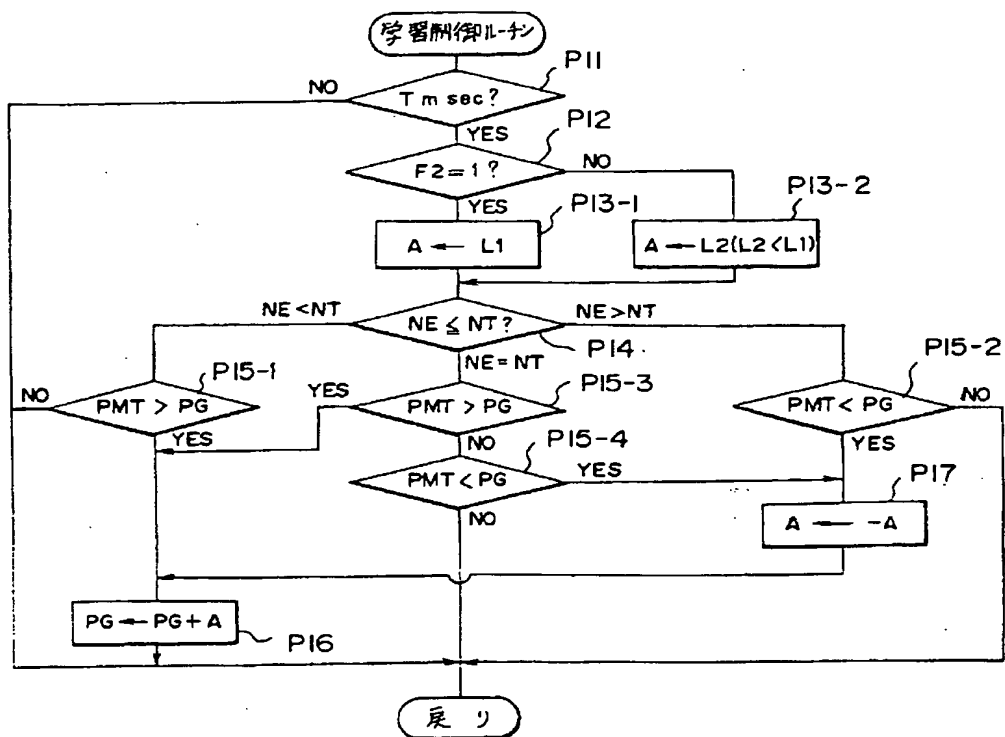 学習制御ルーチン
P11
NO
T m sec?
YES
P12
F2=1?
NO
YES
P13-1
P13-2
A ← L1
A ← L2(L2<L1)
NE<NT
NE≦NT?
NE>NT
P14
NE=NT
P15-1
P15-3
P15-2
NO
PMT > PG
YES
YES
PMT > PG
NO
PMT < PG
NO
YES
P15-4
PMT < PG
YES
NO
P17
A ← -A
PG ← PG + A
P16
戻り